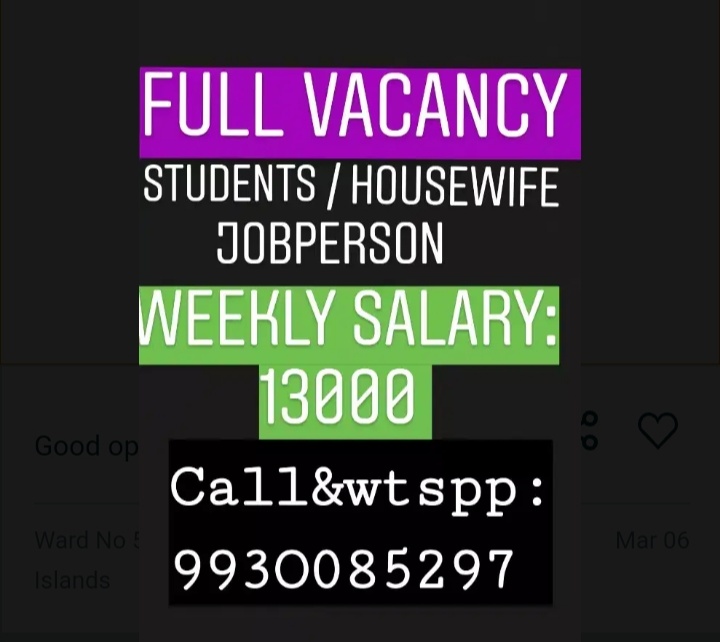 FULL VACANCY
STUDENTS / HOUSEWIFE
JOBPERSON
WEEKLY SALARY:
13000
Call&wtspp:
9930085297
Good op
Ward No 5
Islands
Mar 06